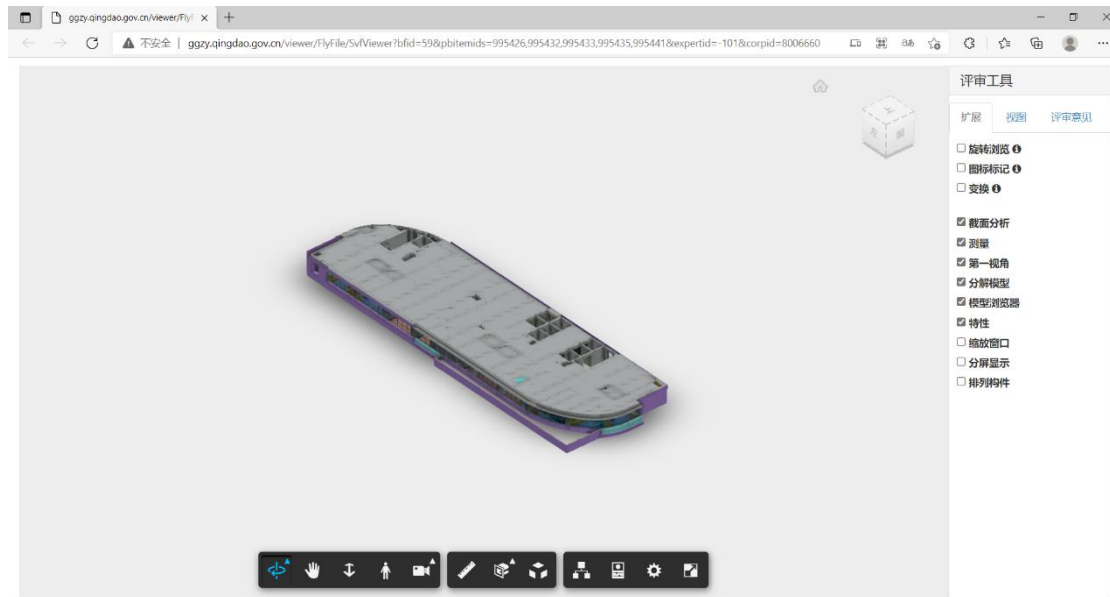 ggzy.qingdao.gov.cn/viewer/Flyf
不安全 | ggzy.qingdao.gov.cn/viewer/FlyFile/SvfViewer?bfid=59&pbitemids=995426,995432,995433,995435,995441&expertid=-101&corpid=8006660
评审工具
扩展 视图 评审意见
旋转浏览
图标标记
变换
截面分析
测量
第一视角
分解模型
模型浏览器
特性
缩放窗口
分屏显示
排列构件